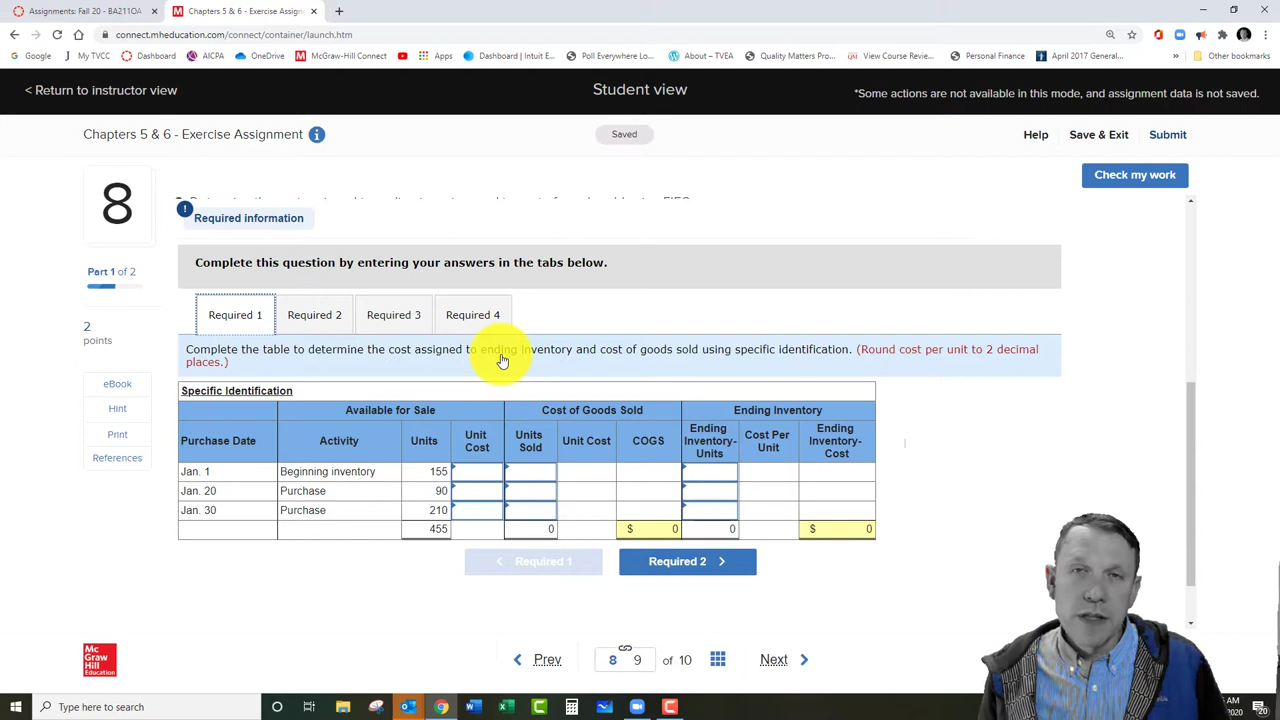 Assignments: Fall 20 - BA211OA
Chapters 5 & 6 - Exercise Assignm
connect.mheducation.com/connect/container/launch.htm
Google
My TVCC
Dashboard
AICPA
OneDrive
McGraw-Hill Connect
Apps
Dashboard | Intuit E...
Poll Everywhere Lo...
About – TVEA
Quality Matters Pro...
View Course Revie...
Personal Finance
April 2017 General...
»
Other bookmarks
< Return to instructor view
Student view
*Some actions are not available in this mode, and assignment data is not saved.
Chapters 5 & 6 - Exercise Assignment
Saved
Help
Save & Exit
Submit
Check my work
8
Part 1 of 2
2
points
eBook
Hint
Print
References
Required information
Complete this question by entering your answers in the tabs below.
Required 1
Required 2
Required 3
Required 4
Complete the table to determine the cost assigned to ending inventory and cost of goods sold using specific identification. (Round cost per unit to 2 decimal
places.)
Specific Identification
Available for Sale
Cost of Goods Sold
Ending Inventory
Purchase Date
Activity
Units
Unit Cost
Units Sold
Unit Cost
COGS
Ending Inventory- Units
Cost Per Unit
Ending Inventory- Cost
Jan. 1 Beginning inventory 155
Jan. 20 Purchase 90
Jan. 30 Purchase 210
455 0 $ 0 0 $ 0
< Required 1
Required 2 >
Mc Graw Hill Education
< Prev
8 9 of 10
Next >
Type here to search
2020
20